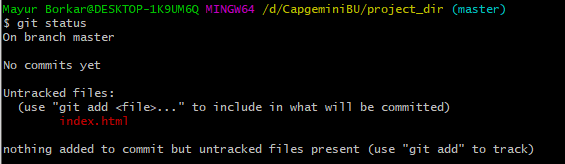 Mayur Borkar@DESKTOP-1K9UM6Q MINGW64 /d/CapgeminiBU/project_dir (master)
$ git status
On branch master
No commits yet
Untracked files:
(use "git add <file>..." to include in what will be committed)
index.html
nothing added to commit but untracked files present (use "git add" to track)